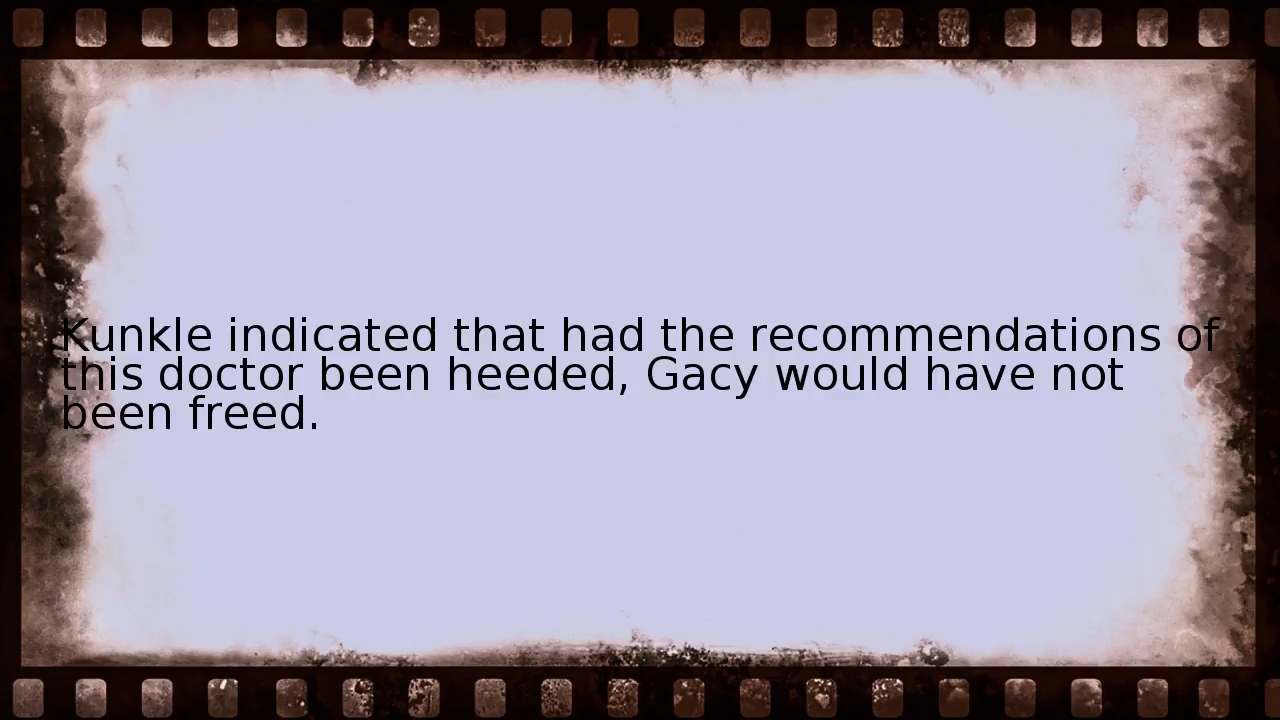 Kunkle indicated that had the recommendations of
this doctor been heeded, Gacy would have not
been freed.